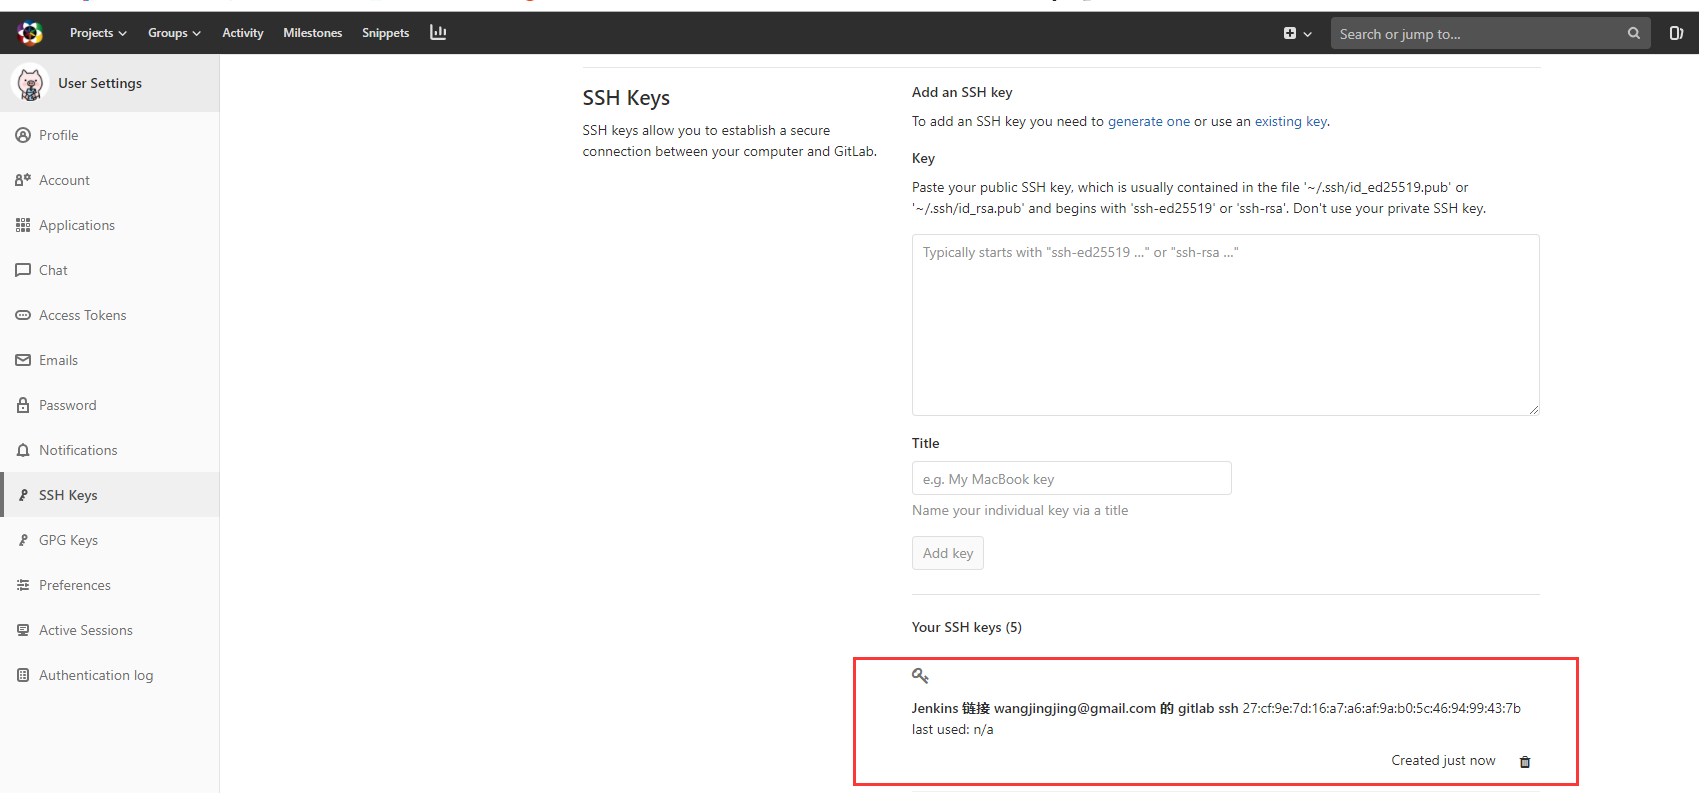 Projects
Groups
Activity
Milestones
Snippets
Search or jump to...
User Settings
Profile
Account
Applications
Chat
Access Tokens
Emails
Password
Notifications
SSH Keys
GPG Keys
Preferences
Active Sessions
Authentication log
SSH Keys
SSH keys allow you to establish a secure
connection between your computer and GitLab.
Add an SSH key
To add an SSH key you need to generate one or use an existing key.
Key
Paste your public SSH key, which is usually contained in the file '~/.ssh/id_ed25519.pub' or
'~/.ssh/id_rsa.pub' and begins with 'ssh-ed25519' or 'ssh-rsa'. Don't use your private SSH key.
Typically starts with "ssh-ed25519 ..." or "ssh-rsa ..."
Title
e.g. My MacBook key
Name your individual key via a title
Add key
Your SSH keys (5)
Jenkins 链接 wangjingjing@gmail.com 的 gitlab ssh 27:cf:9e:7d:16:a7:a6:af:9a:b0:5c:46:94:99:43:7b
last used: n/a
Created just now